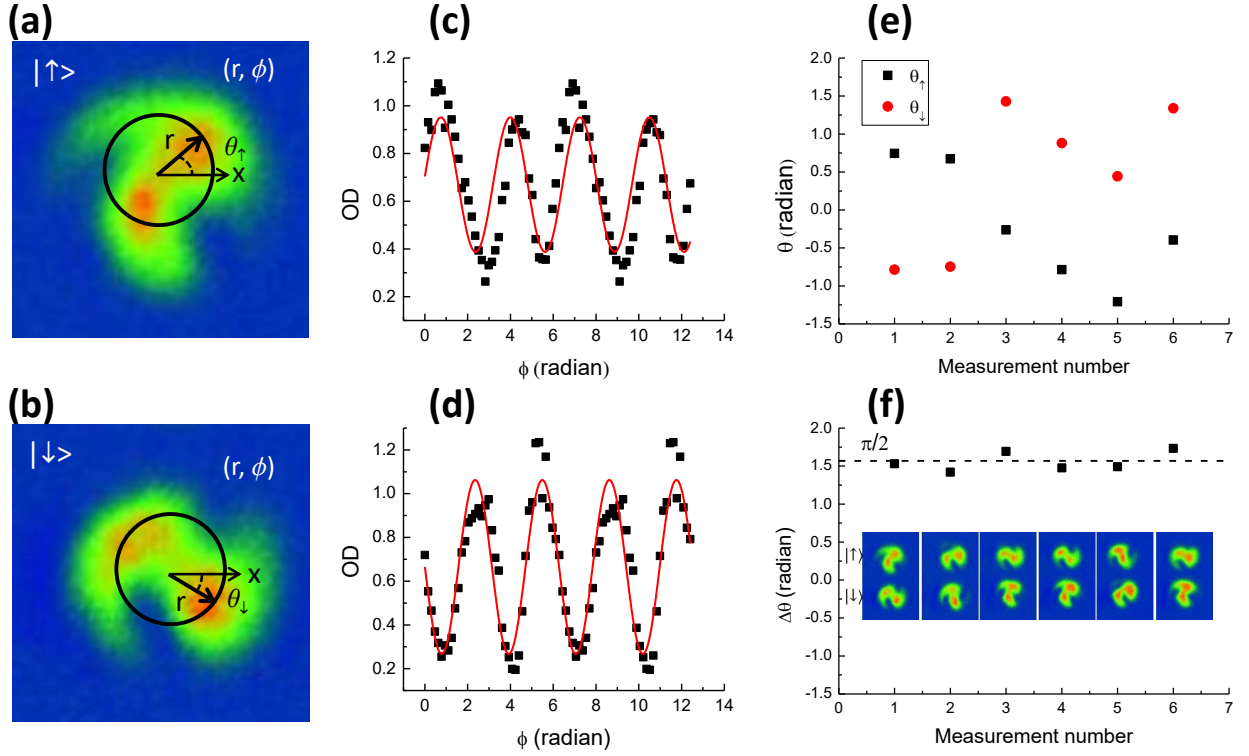 (a)
|↑>
(r, ϕ)
r
θ↑
x
(b)
|↓>
(r, ϕ)
x
r
θ↓
(c)
1.2
1.0
0.8
0.6
0.4
0.2
OD
0 2 4 6 8 10 12 14
ϕ (radian)
(d)
1.2
1.0
0.8
0.6
0.4
0.2
OD
0 2 4 6 8 10 12 14
ϕ (radian)
(e)
2.0
1.5
1.0
0.5
0.0
-0.5
-1.0
-1.5
θ (radian)
θ↑
θ↓
0 1 2 3 4 5 6 7
Measurement number
(f)
2.0
1.5
1.0
0.5
0.0
-0.5
-1.0
-1.5
Δθ (radian)
π/2
|↑⟩
|↓⟩
0 1 2 3 4 5 6 7
Measurement number